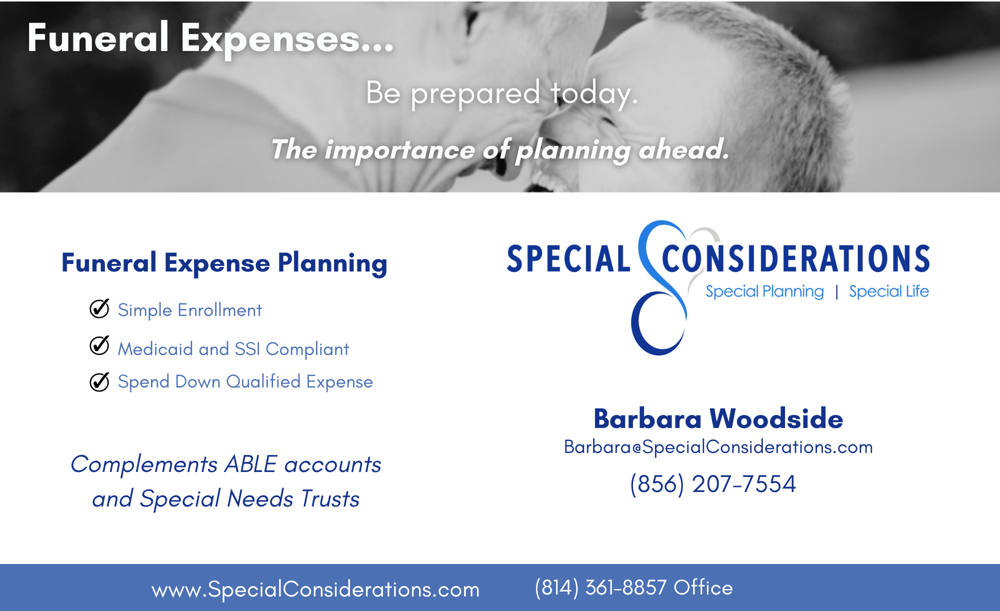 Funeral Expenses...
Be prepared today.
The importance of planning ahead.
Funeral Expense Planning
Simple Enrollment
Medicaid and SSI Compliant
Spend Down Qualified Expense
Complements ABLE accounts
and Special Needs Trusts
SPECIAL CONSIDERATIONS
Special Planning | Special Life
Barbara Woodside
Barbara@SpecialConsiderations.com
(856) 207-7554
www.SpecialConsiderations.com
(814) 361-8857 Office